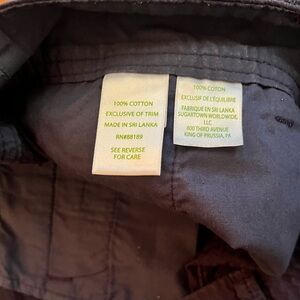 100% COTTON
EXCLUSIVE OF TRIM
MADE IN SRI LANKA
RN#88189
SEE REVERSE
FOR CARE
100% COTTON
EXCLUSIF DE L'EQUILIBRE
FABRIQUE EN SRI LANKA
SUGARTOWN WORLDWIDE,
LLC
800 THIRD AVENUE
KING OF PRUSSIA, PA